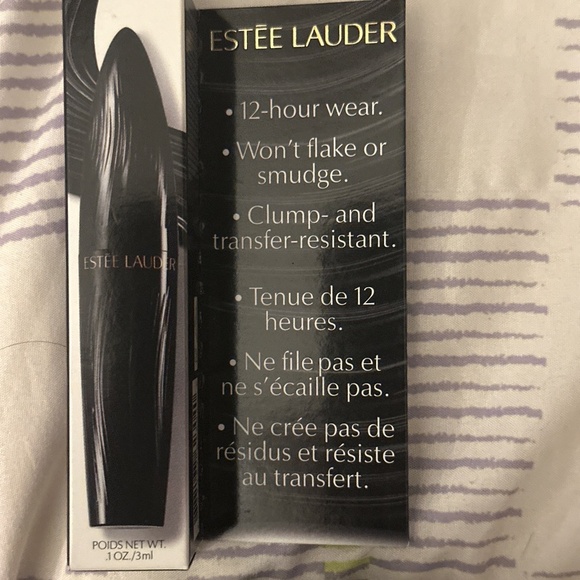 ESTÉE LAUDER
• 12-hour wear.
• Won't flake or
smudge.
• Clump- and
transfer-resistant.
• Tenue de 12
heures.
• Ne file pas et
ne s'écaille pas.
• Ne crée pas de
résidus et résiste
au transfert.
ESTÉE LAUDER
POIDS NET WT.
.1 OZ./3ml